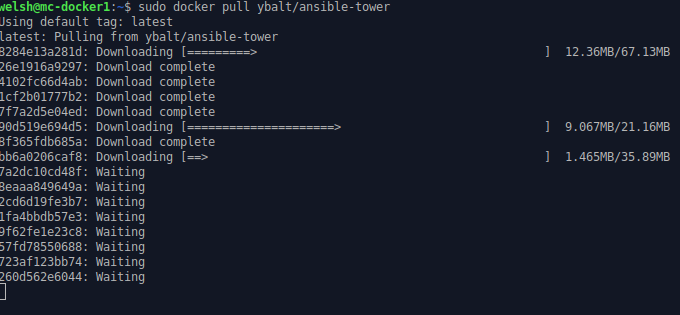 welsh@mc-docker1:~$ sudo docker pull ybalt/ansible-tower
Using default tag: latest
latest: Pulling from ybalt/ansible-tower
8284e13a281d: Downloading [=========>                                         ]  12.36MB/67.13MB
26e1916a9297: Download complete
4102fc66d4ab: Download complete
1cf2b01777b2: Download complete
7f7a2d5e04ed: Download complete
90d519e694d5: Downloading [=====================>                             ]  9.067MB/21.16MB
8f365fdb685a: Download complete
bb6a0206caf8: Downloading [==>                                                ]  1.465MB/35.89MB
7a2dc10cd48f: Waiting
8eaaa849649a: Waiting
2cd6d19fe3b7: Waiting
1fa4bbdb57e3: Waiting
9f62fe1e23c8: Waiting
57fd78550688: Waiting
723af123bb74: Waiting
260d562e6044: Waiting